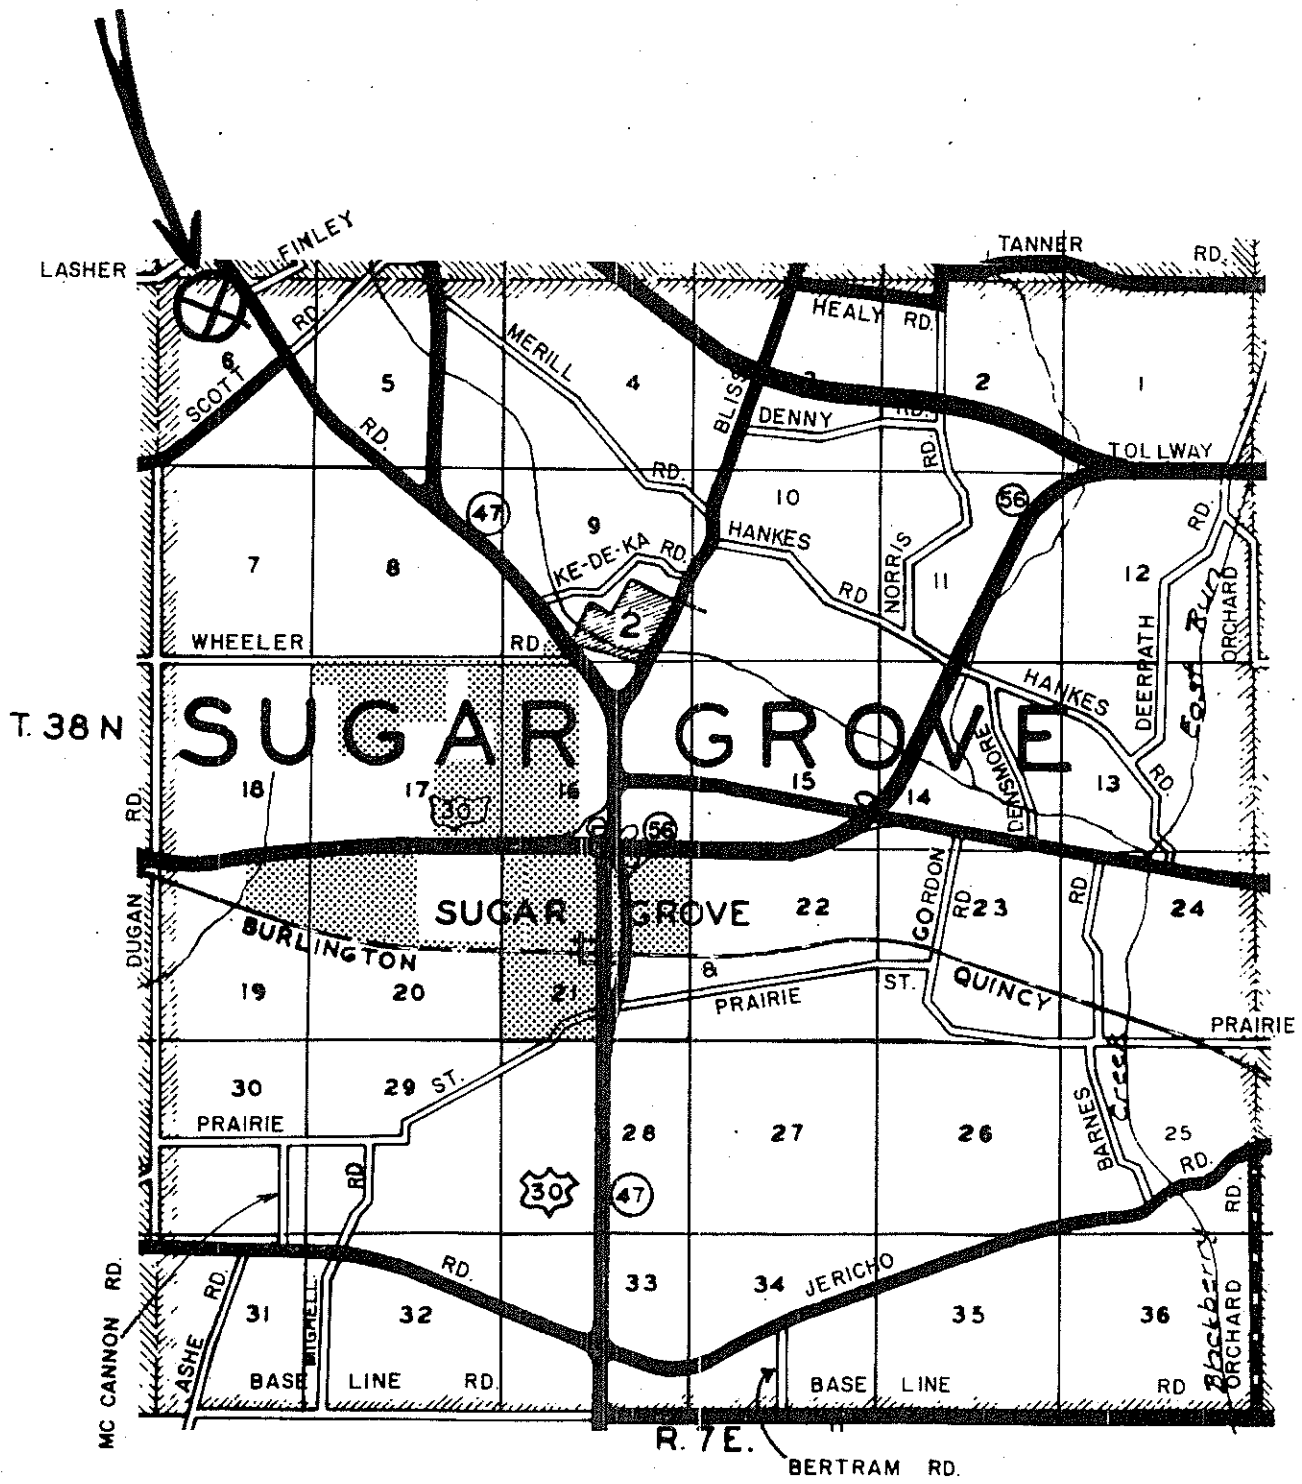 FINLEY
TANNER
RD.
LASHER
HEALY RD.
RD.
MERILL
6
SCOTT
5
4
BLISS
3
2
1
DENNY RD.
RD.
RD.
TOLLWAY
RD.
47
10
56
RD.
9
HANKES
KE-DE-KA RD.
7
8
RD
NORRIS
11
12
East Run
ORCHARD
2
WHEELER RD.
DEERPATH
HANKES
T. 38 N
SUGAR GROVE
DENSMORE
18
17
16
15
14
13
RD.
30
RD.
56
DUGAN
SUGAR GROVE
22
GORDON
RD
23
RD
24
BURLINGTON
&
QUINCY
19
20
21
PRAIRIE ST.
PRAIRIE
30
29
ST.
Creek
PRAIRIE
28
27
26
BARNES
25
RD.
RD
30
47
RD.
MC CANNON RD.
RD.
RD.
33
34
JERICHO
31
32
35
36
Blackberry
ORCHARD
ASHE
MIGHELL
BASE LINE RD.
BASE LINE RD
R. 7 E.
BERTRAM RD.